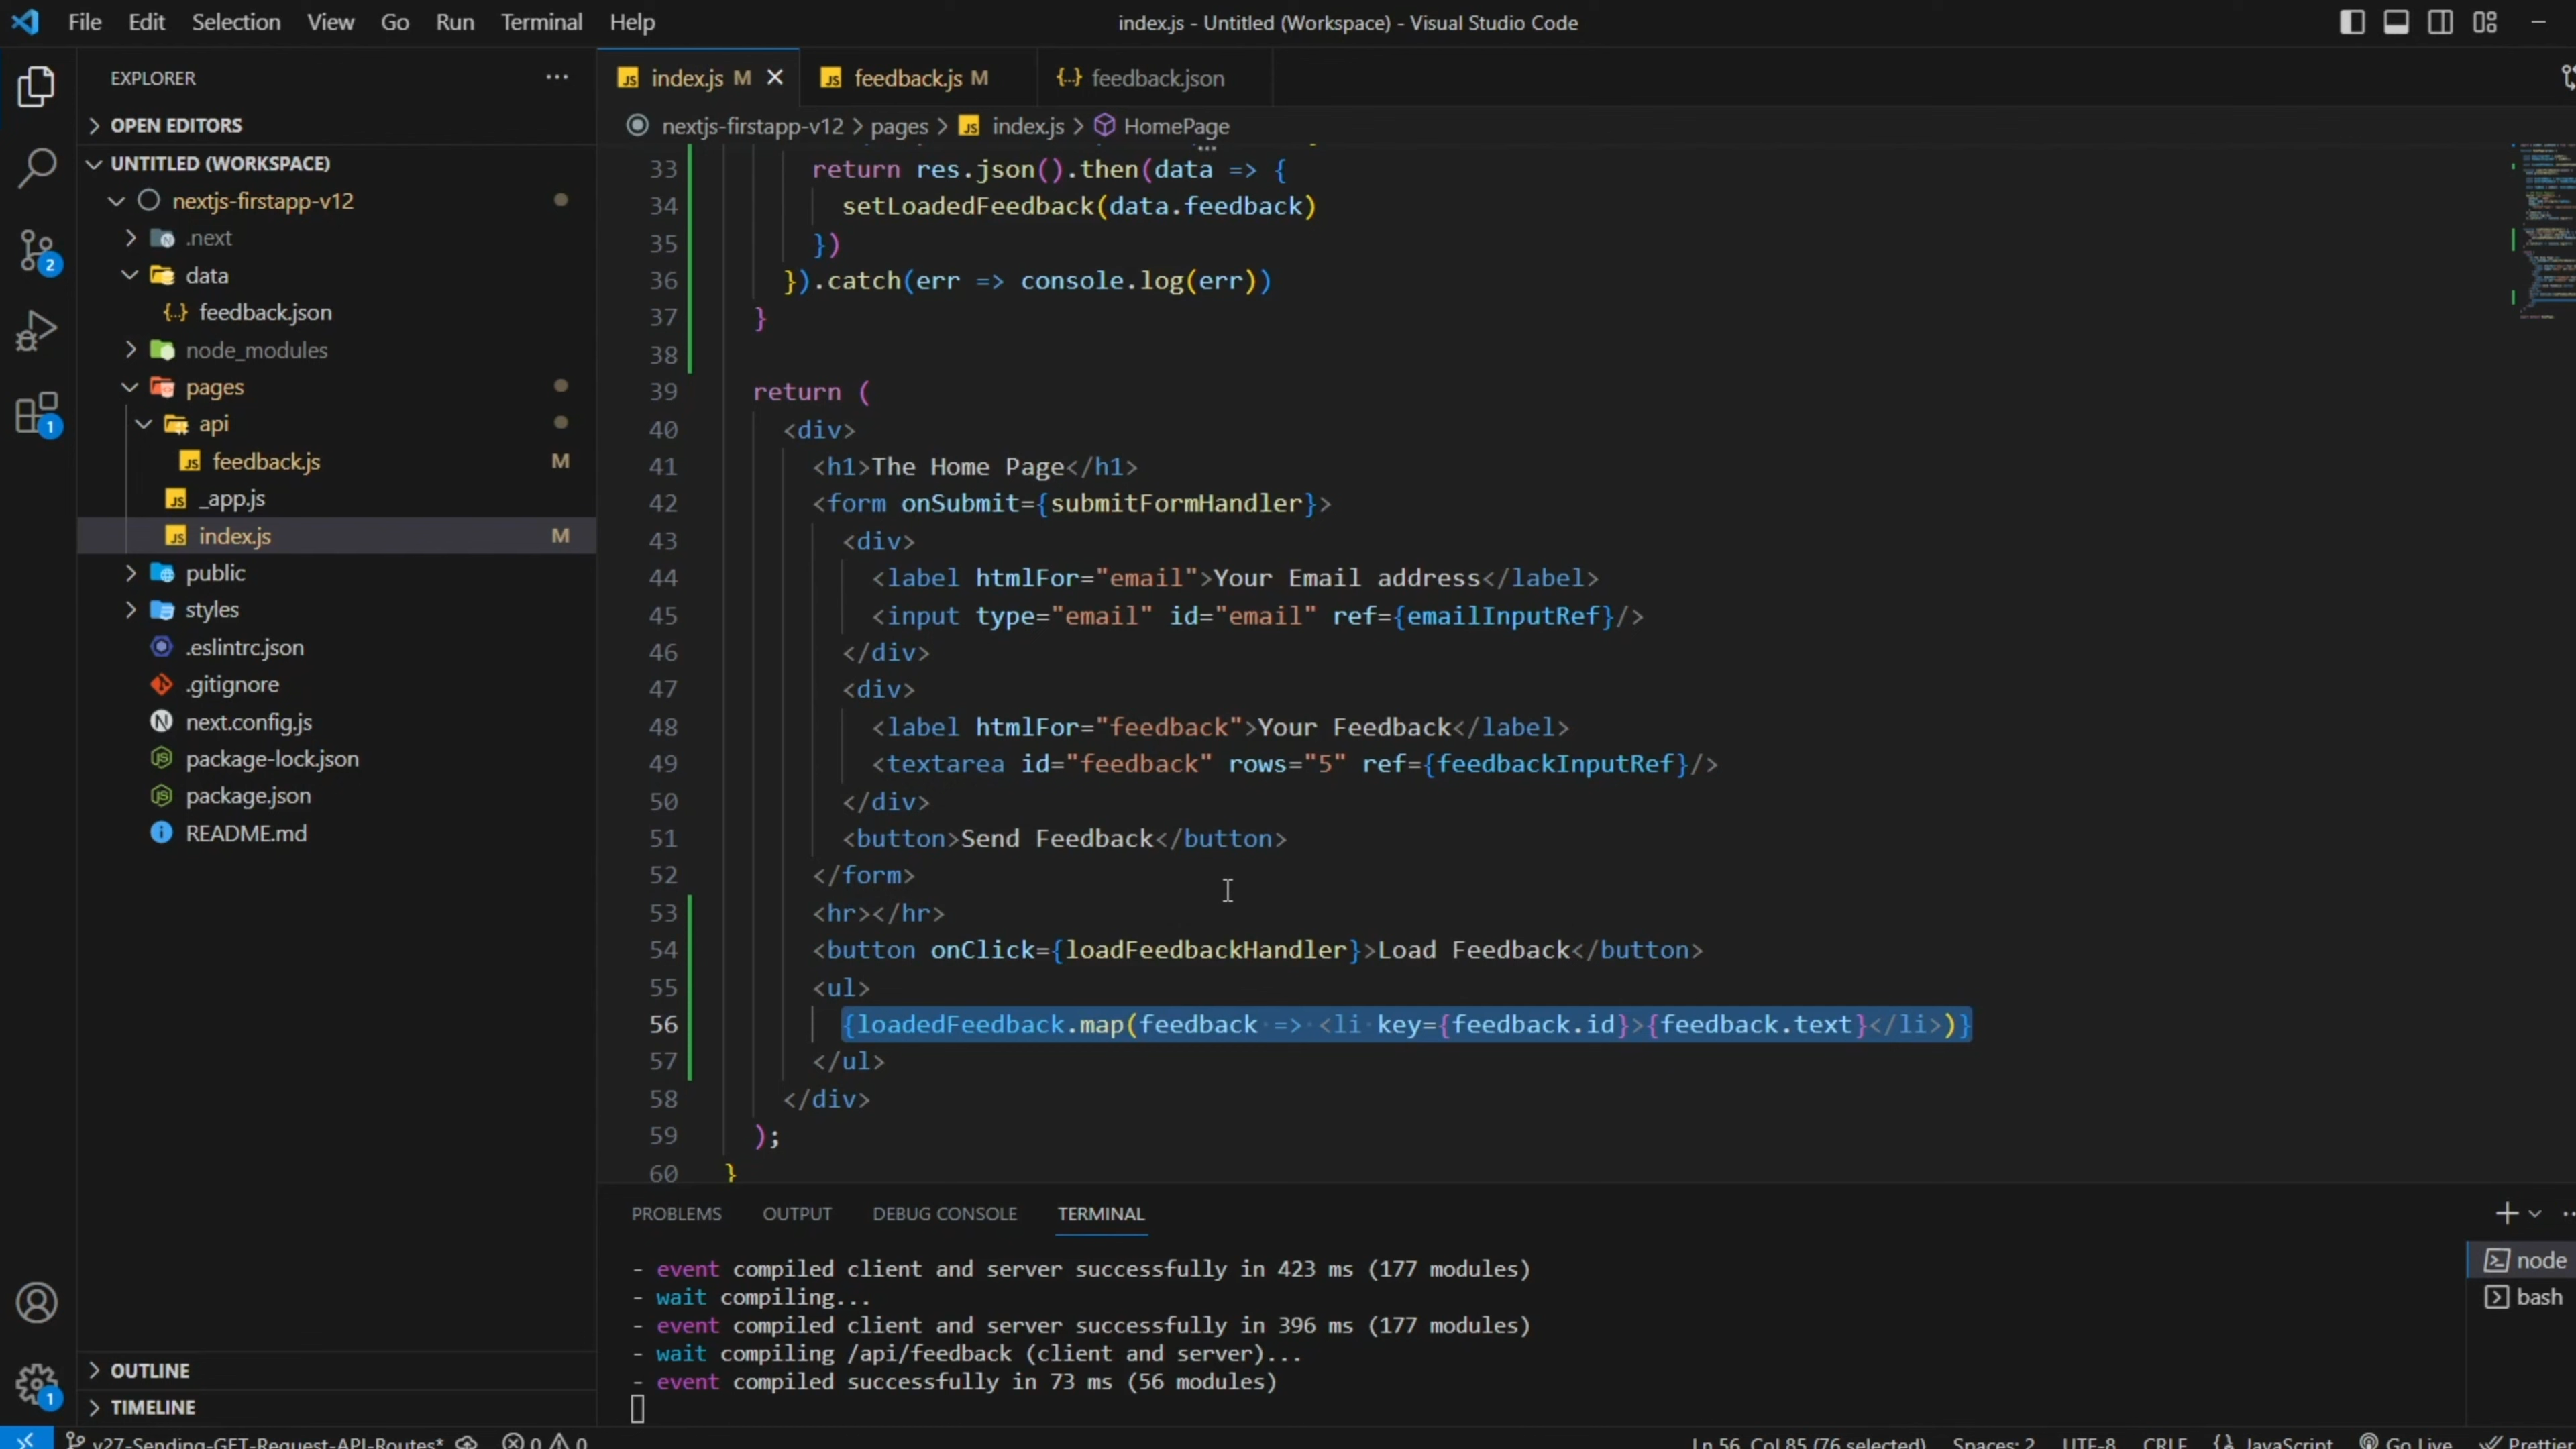 File Edit Selection View Go Run Terminal Help
index.js - Untitled (Workspace) - Visual Studio Code
EXPLORER
OPEN EDITORS
UNTITLED (WORKSPACE)
nextjs-firstapp-v12
.next
data
feedback.json
node_modules
pages
api
feedback.js M
_app.js
index.js M
public
styles
.eslintrc.json
.gitignore
next.config.js
package-lock.json
package.json
README.md
OUTLINE
TIMELINE
2
1
1
index.js M
feedback.js M
feedback.json
nextjs-firstapp-v12 > pages > index.js > HomePage
33 return res.json().then(data => {
34 setLoadedFeedback(data.feedback)
35 })
36 }).catch(err => console.log(err))
37 }
38
39 return (
40 <div>
41 <h1>The Home Page</h1>
42 <form onSubmit={submitFormHandler}>
43 <div>
44 <label htmlFor="email">Your Email address</label>
45 <input type="email" id="email" ref={emailInputRef}/>
46 </div>
47 <div>
48 <label htmlFor="feedback">Your Feedback</label>
49 <textarea id="feedback" rows="5" ref={feedbackInputRef}/>
50 </div>
51 <button>Send Feedback</button>
52 </form>
53 <hr></hr>
54 <button onClick={loadFeedbackHandler}>Load Feedback</button>
55 <ul>
56 {loadedFeedback.map(feedback => <li key={feedback.id}>{feedback.text}</li>)}
57 </ul>
58 </div>
59 );
60 }
PROBLEMS OUTPUT DEBUG CONSOLE TERMINAL
- event compiled client and server successfully in 423 ms (177 modules)
- wait compiling...
- event compiled client and server successfully in 396 ms (177 modules)
- wait compiling /api/feedback (client and server)...
- event compiled successfully in 73 ms (56 modules)
node
bash
v27-Sending-GET-Request-API-Routes* 0 0
Ln 56, Col 85 (76 selected) Spaces: 2 UTF-8 CRLF JavaScript Go Live